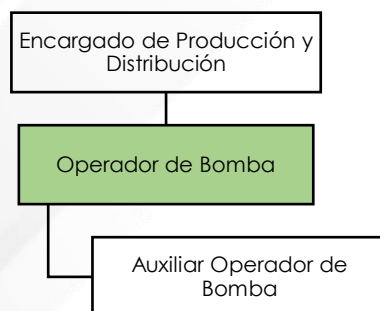 Encargado de Producción y
Distribución
Operador de Bomba
Auxiliar Operador de
Bomba